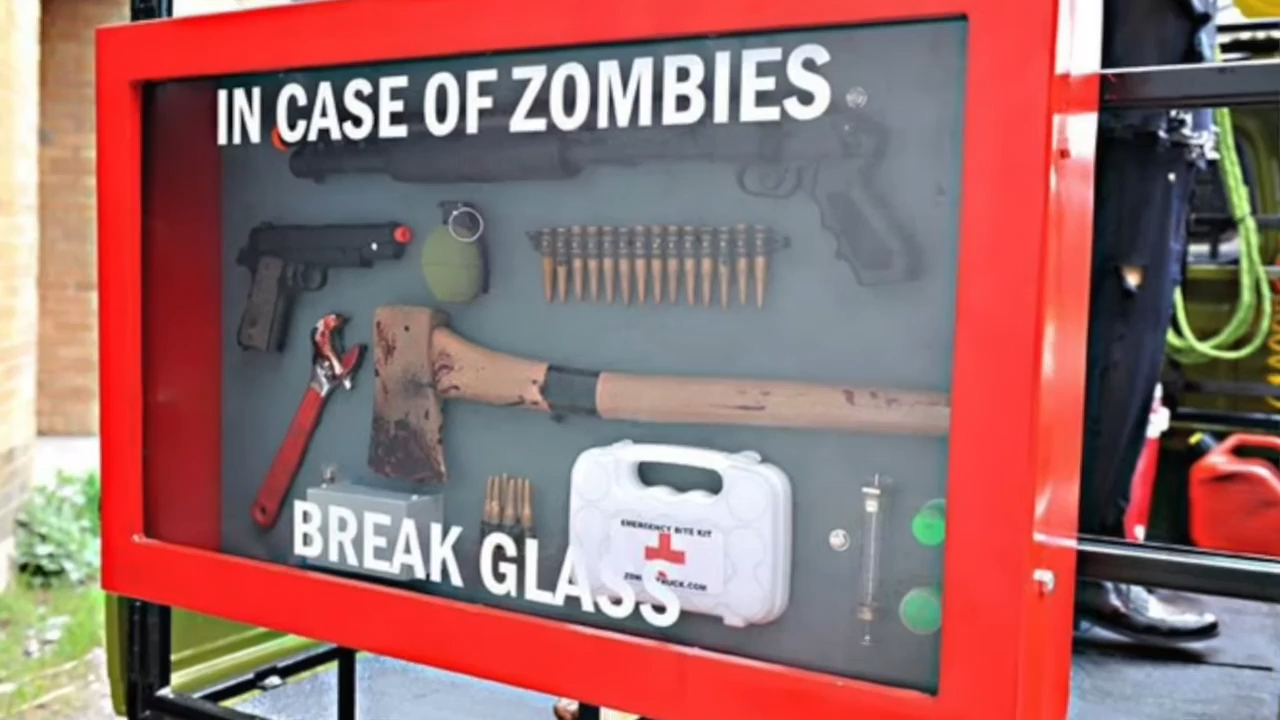 IN CASE OF ZOMBIES
EMERGENCY BITE KIT
BREAK GLASS